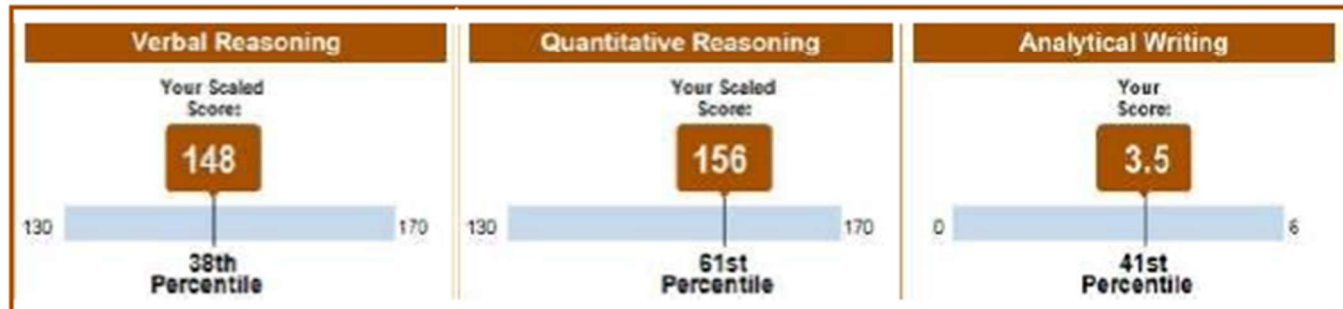 Verbal Reasoning
Your Scaled
Score:
148
130
170
38th
Percentile
Quantitative Reasoning
Your Scaled
Score:
156
130
170
61st
Percentile
Analytical Writing
Your
Score:
3.5
0
6
41st
Percentile